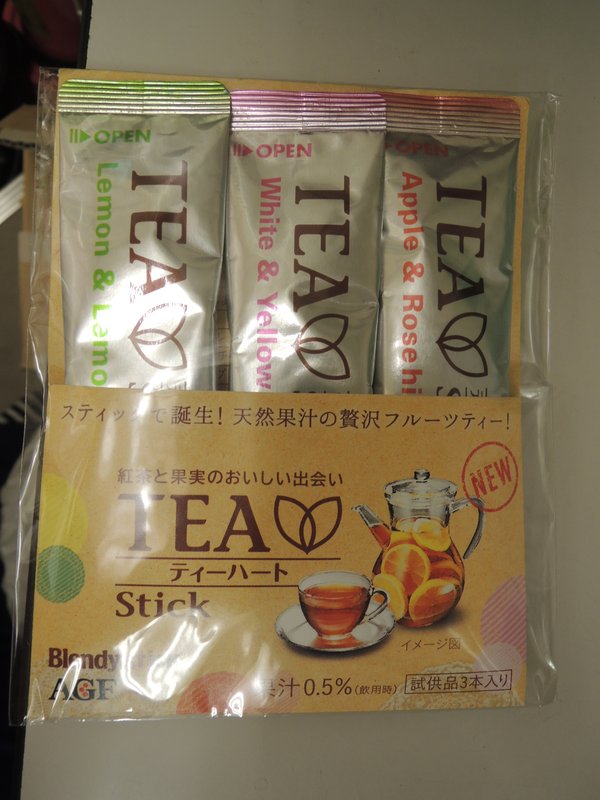 OPEN
TEA
Lemon &
OPEN
TEA
White & Yellow
OPEN
TEA
Apple &
スティックで誕生!天然果汁の贅沢フルーツティー!
紅茶と果実のおいしい出会い
NEW
TEA
ティーハート
Stick
イメージ図
Blendy
AGF
果汁0.5%(飲用時)
試供品3本入り